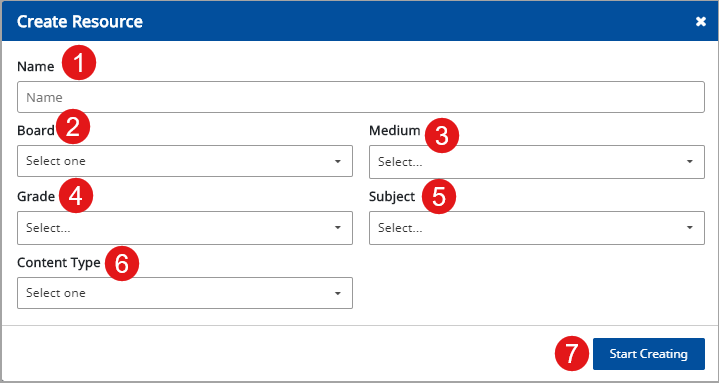 Create Resource ×
Name 1
Name
Board 2 Medium 3
Select one Select...
Grade 4 Subject 5
Select... Select...
Content Type 6
Select one
7 Start Creating